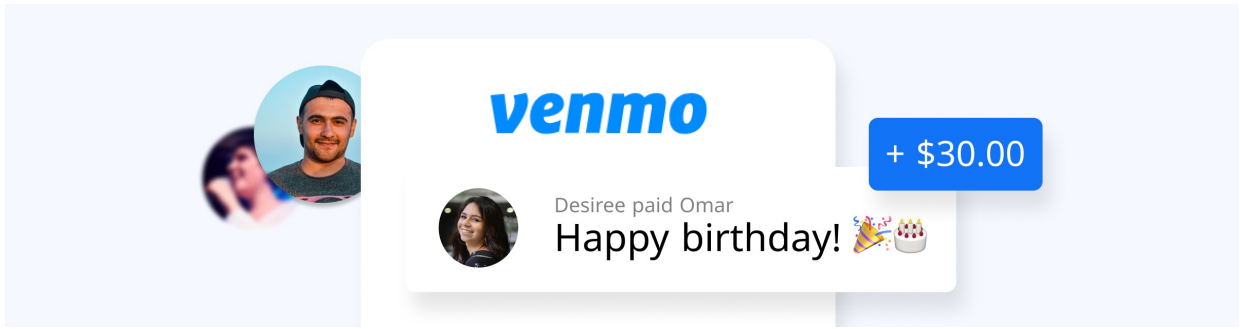 venmo
+ $30.00
Desiree paid Omar
Happy birthday! 🎉🎂